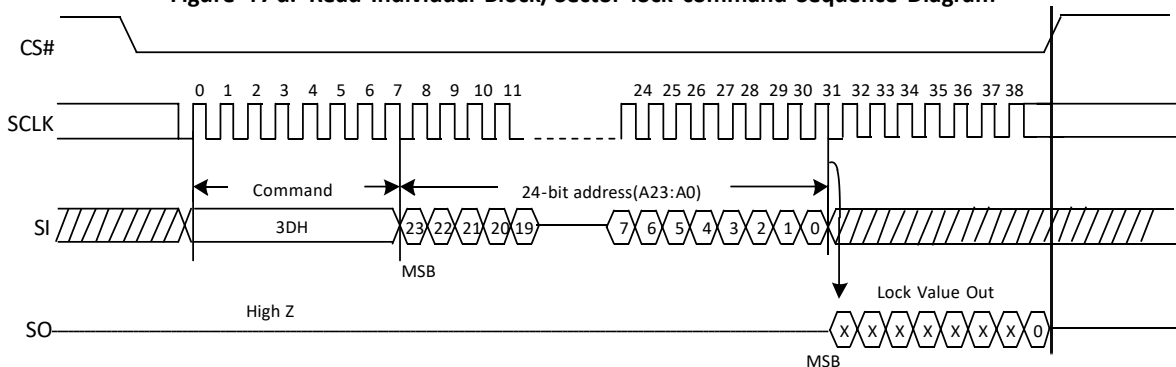 Figure 47 a. Read Individual Block/Sector lock command Sequence Diagram
CS#
0 1 2 3 4 5 6 7 8 9 10 11 24 25 26 27 28 29 30 31 32 33 34 35 36 37 38
SCLK
Command 24-bit address(A23:A0)
SI 3DH 23 22 21 20 19 7 6 5 4 3 2 1 0
MSB
High Z Lock Value Out
SO X X X X X X X 0
MSB